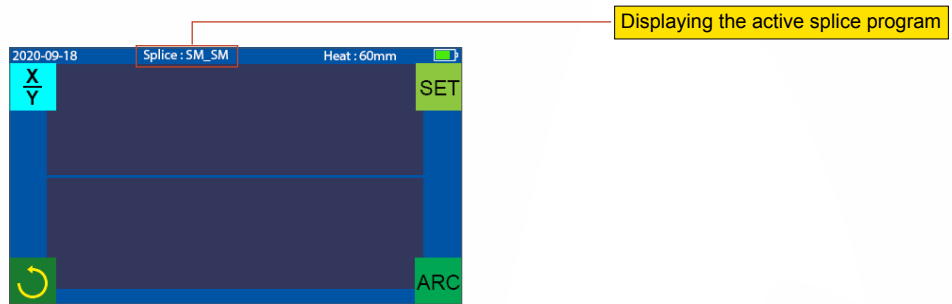 Displaying the active splice program
2020-09-18 Splice : SM_SM Heat : 60mm
X
Y
SET
ARC